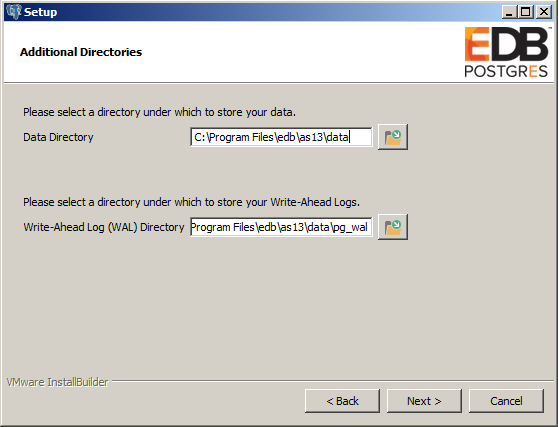 Setup
Additional Directories
EDB™
POSTGRES
Please select a directory under which to store your data.
Data Directory C:\Program Files\edb\as13\data
Please select a directory under which to store your Write-Ahead Logs.
Write-Ahead Log (WAL) Directory Program Files\edb\as13\data\pg_wal
VMware InstallBuilder
< Back Next > Cancel